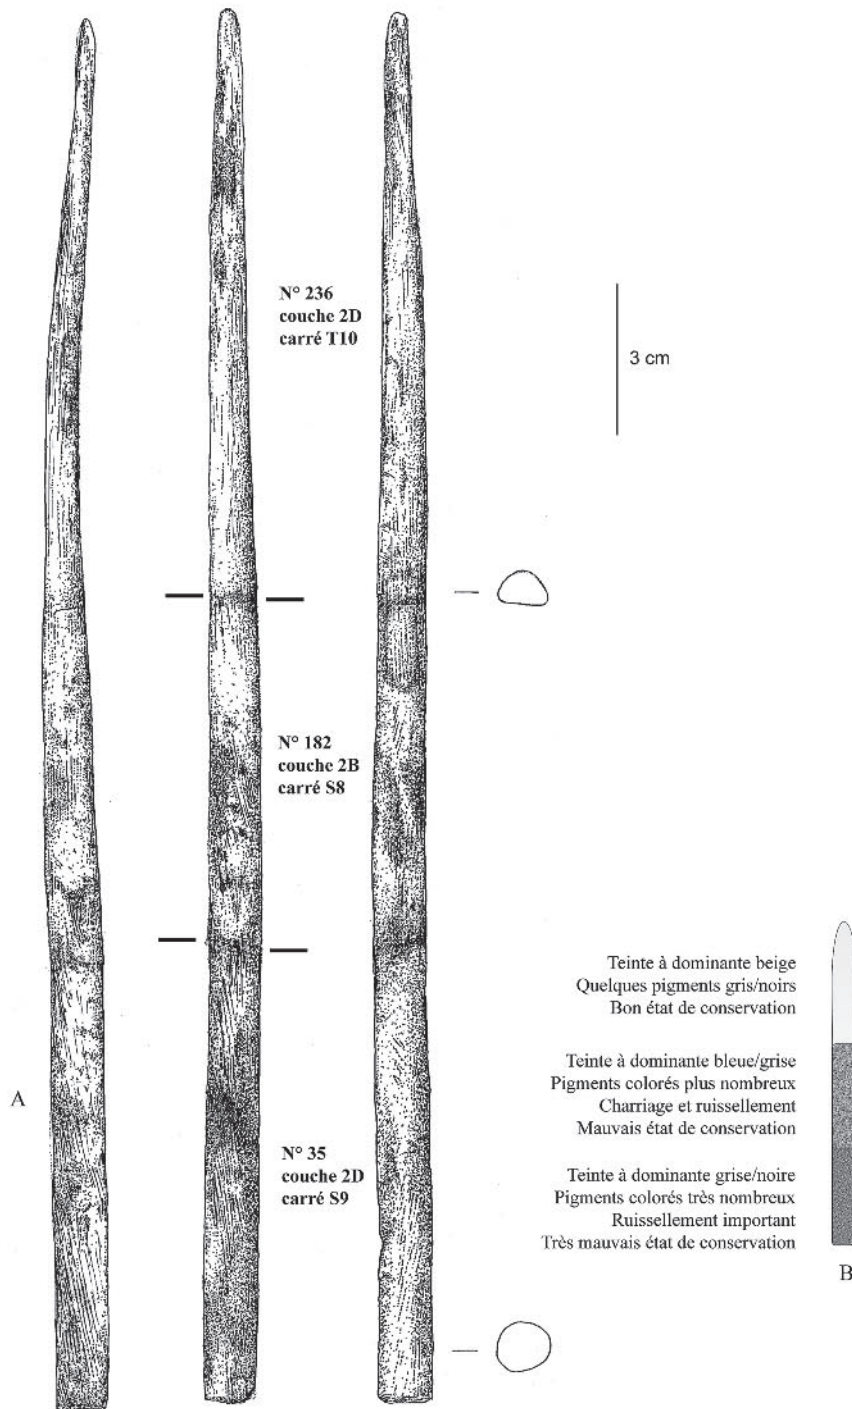 N° 236
couche 2D
carré T10
3 cm
N° 182
couche 2B
carré S8
A
N° 35
couche 2D
carré S9
Teinte à dominante beige
Quelques pigments gris/noirs
Bon état de conservation
Teinte à dominante bleue/grise
Pigments colorés plus nombreux
Charriage et ruissellement
Mauvais état de conservation
Teinte à dominante grise/noire
Pigments colorés très nombreux
Ruissellement important
Très mauvais état de conservation
B